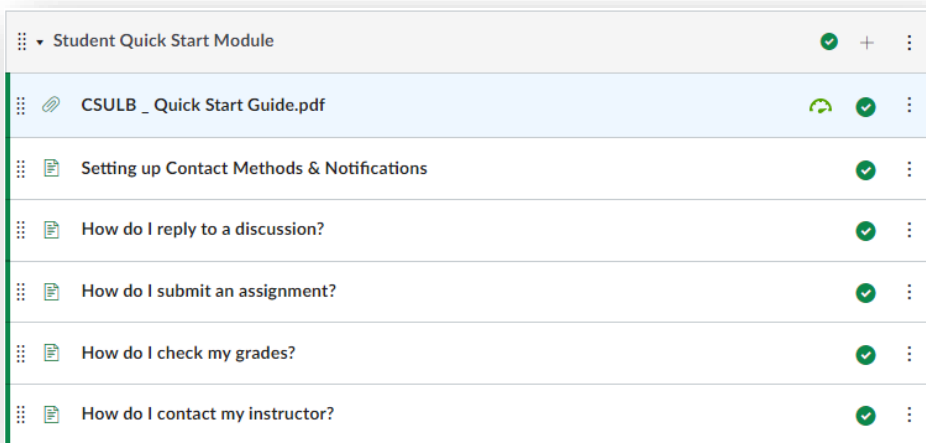 Student Quick Start Module
CSULB _ Quick Start Guide.pdf
Setting up Contact Methods & Notifications
How do I reply to a discussion?
How do I submit an assignment?
How do I check my grades?
How do I contact my instructor?